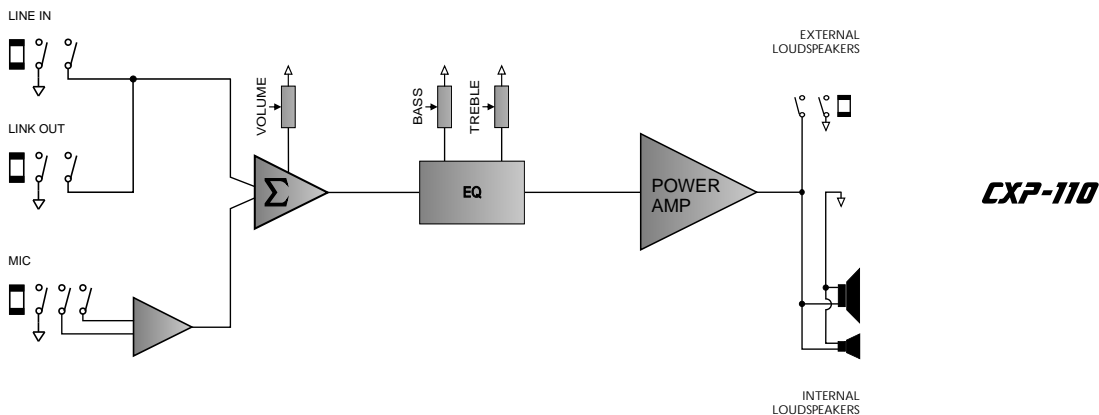 LINE IN
EXTERNAL
LOUDSPEAKERS
VOLUME
BASS
TREBLE
LINK OUT
Σ
EQ
POWER
AMP
CXP-110
MIC
INTERNAL
LOUDSPEAKERS